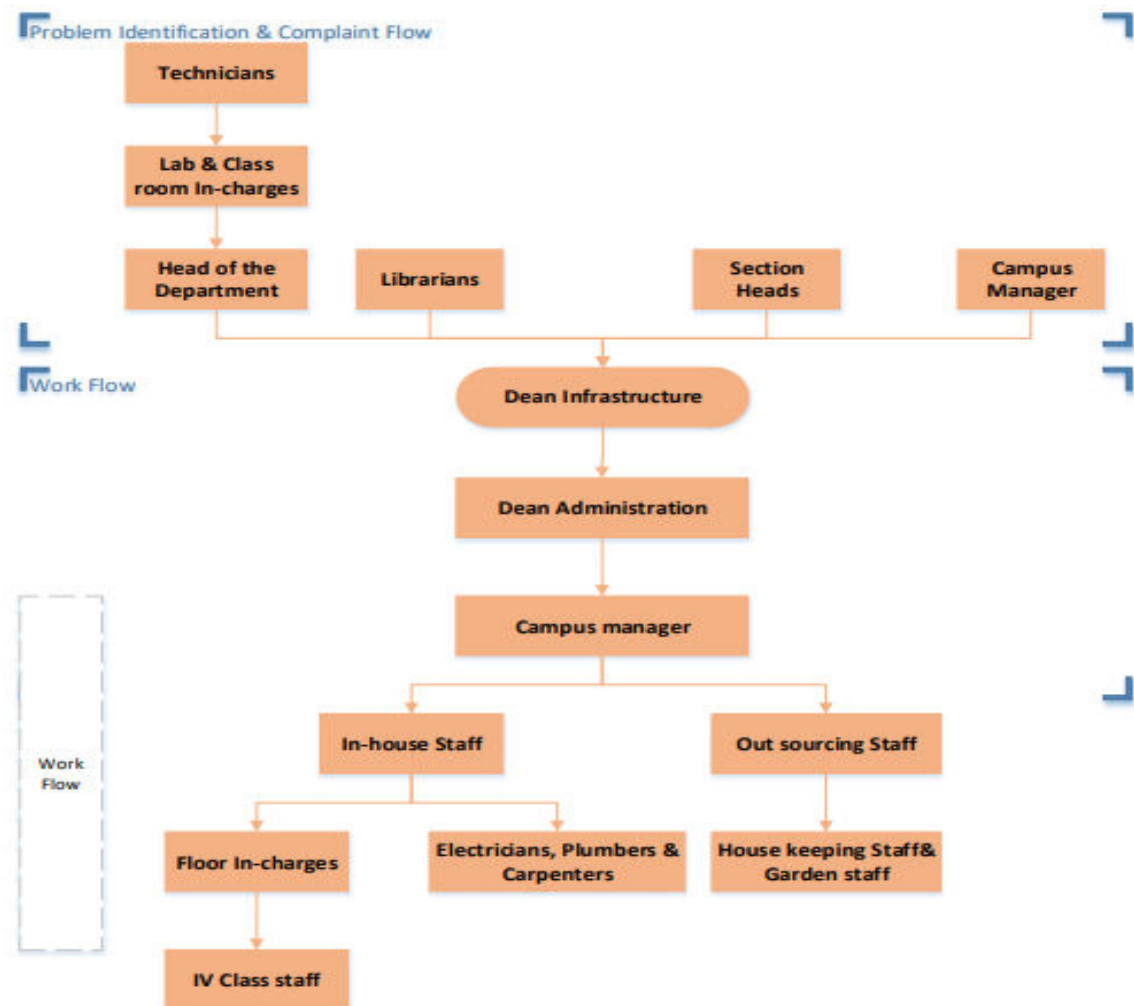 Problem Identification & Complaint Flow
Technicians
Lab & Class
room In-charges
Head of the
Department
Librarians
Section
Heads
Campus
Manager
Work Flow
Dean Infrastructure
Dean Administration
Campus manager
In-house Staff
Out sourcing Staff
Work
Flow
Floor In-charges
Electricians, Plumbers &
Carpenters
House keeping Staff&
Garden staff
IV Class staff